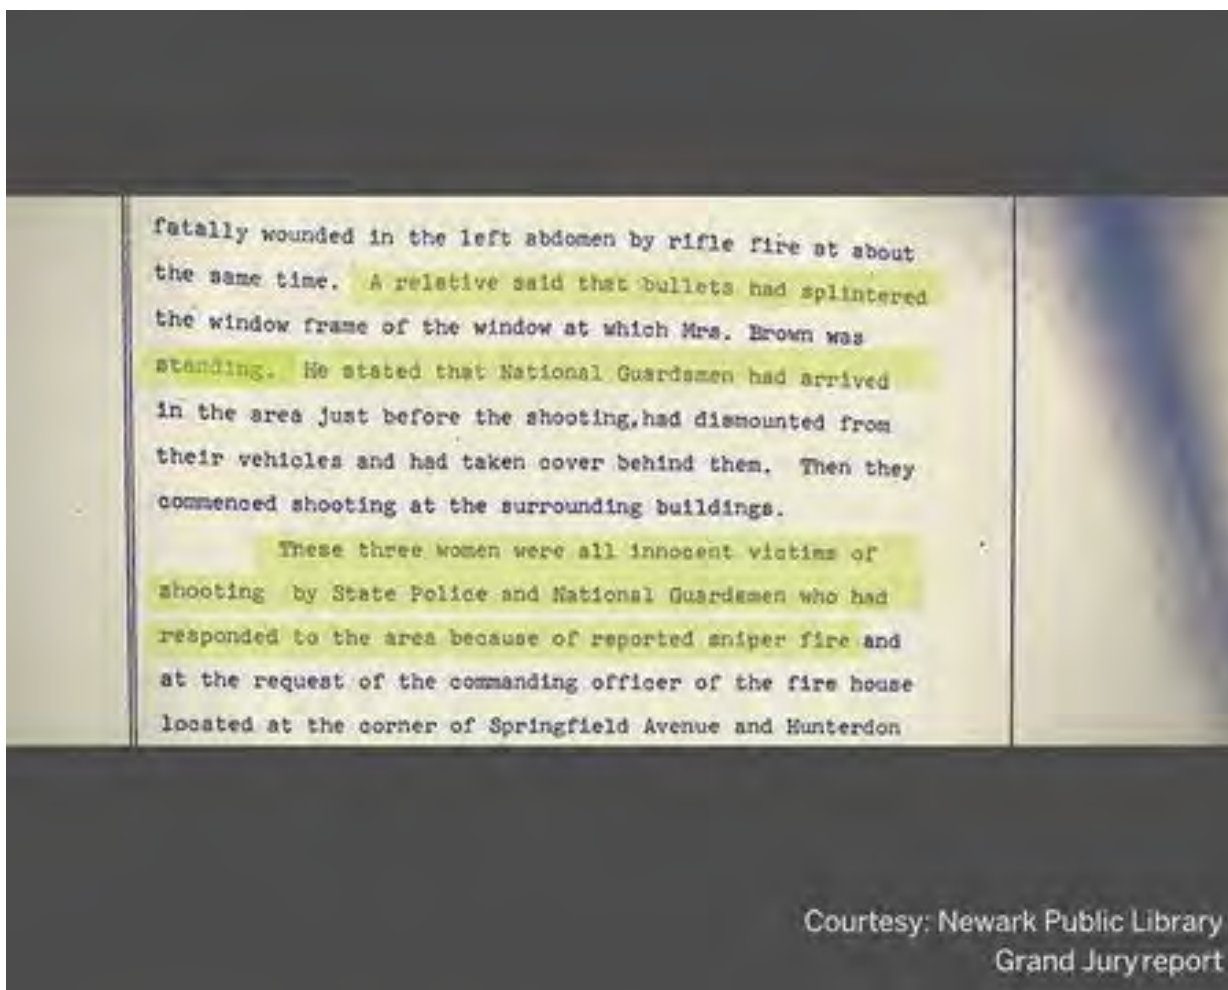 fatally wounded in the left abdomen by rifle fire at about
the same time. A relative said that bullets had splintered
the window frame of the window at which Mrs. Brown was
standing. He stated that National Guardsmen had arrived
in the area just before the shooting,had dismounted from
their vehicles and had taken cover behind them. Then they
commenced shooting at the surrounding buildings.
These three women were all innocent victims of
shooting by State Police and National Guardsmen who had
responded to the area because of reported sniper fire and
at the request of the commanding officer of the fire house
located at the corner of Springfield Avenue and Hunterdon
Courtesy: Newark Public Library
Grand Jury report